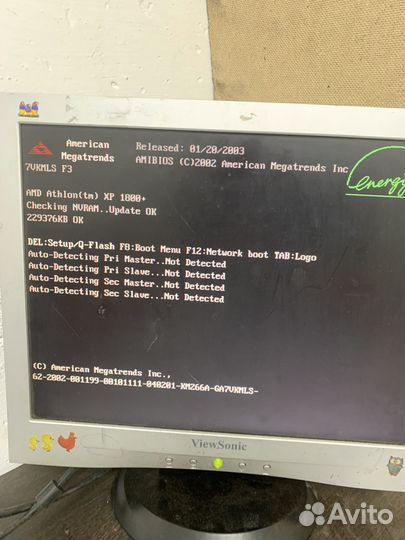 American
Megatrends
Released: 01/20/2003
AMIBIOS (C)2002 American Megatrends Inc
7VKMLS F3
energy
AMD Athlon(tm) XP 1800+
Checking NVRAM..Update OK
229376KB OK
DEL:Setup/Q-Flash F8:Boot Menu F12:Network boot TAB:Logo
Auto-Detecting Pri Master..Not Detected
Auto-Detecting Pri Slave...Not Detected
Auto-Detecting Sec Master..Not Detected
Auto-Detecting Sec Slave...Not Detected
(C) American Megatrends Inc.,
62-2002-001199-00101111-040201-KM266A-GA7VKMLS-
ViewSonic
Avito